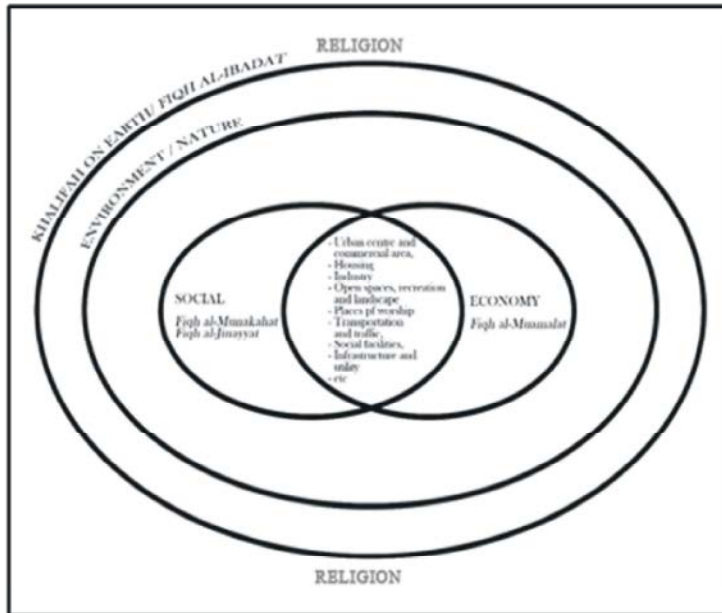 RELIGION
KHALIFAH ON EARTH/ FIQH AL-IBADAT
ENVIRONMENT / NATURE
SOCIAL
Fiqh al-Munakahat
Fiqh al-Jinayyat
- Urban centre and
commercial area,
- Housing
- Industry
- Open spaces, recreation
and landscape
- Places pf worship
- Transportation
and traffic,
- Social facilities,
- Infrastructure and
utility
- etc
ECONOMY
Fiqh al-Muamalat
RELIGION